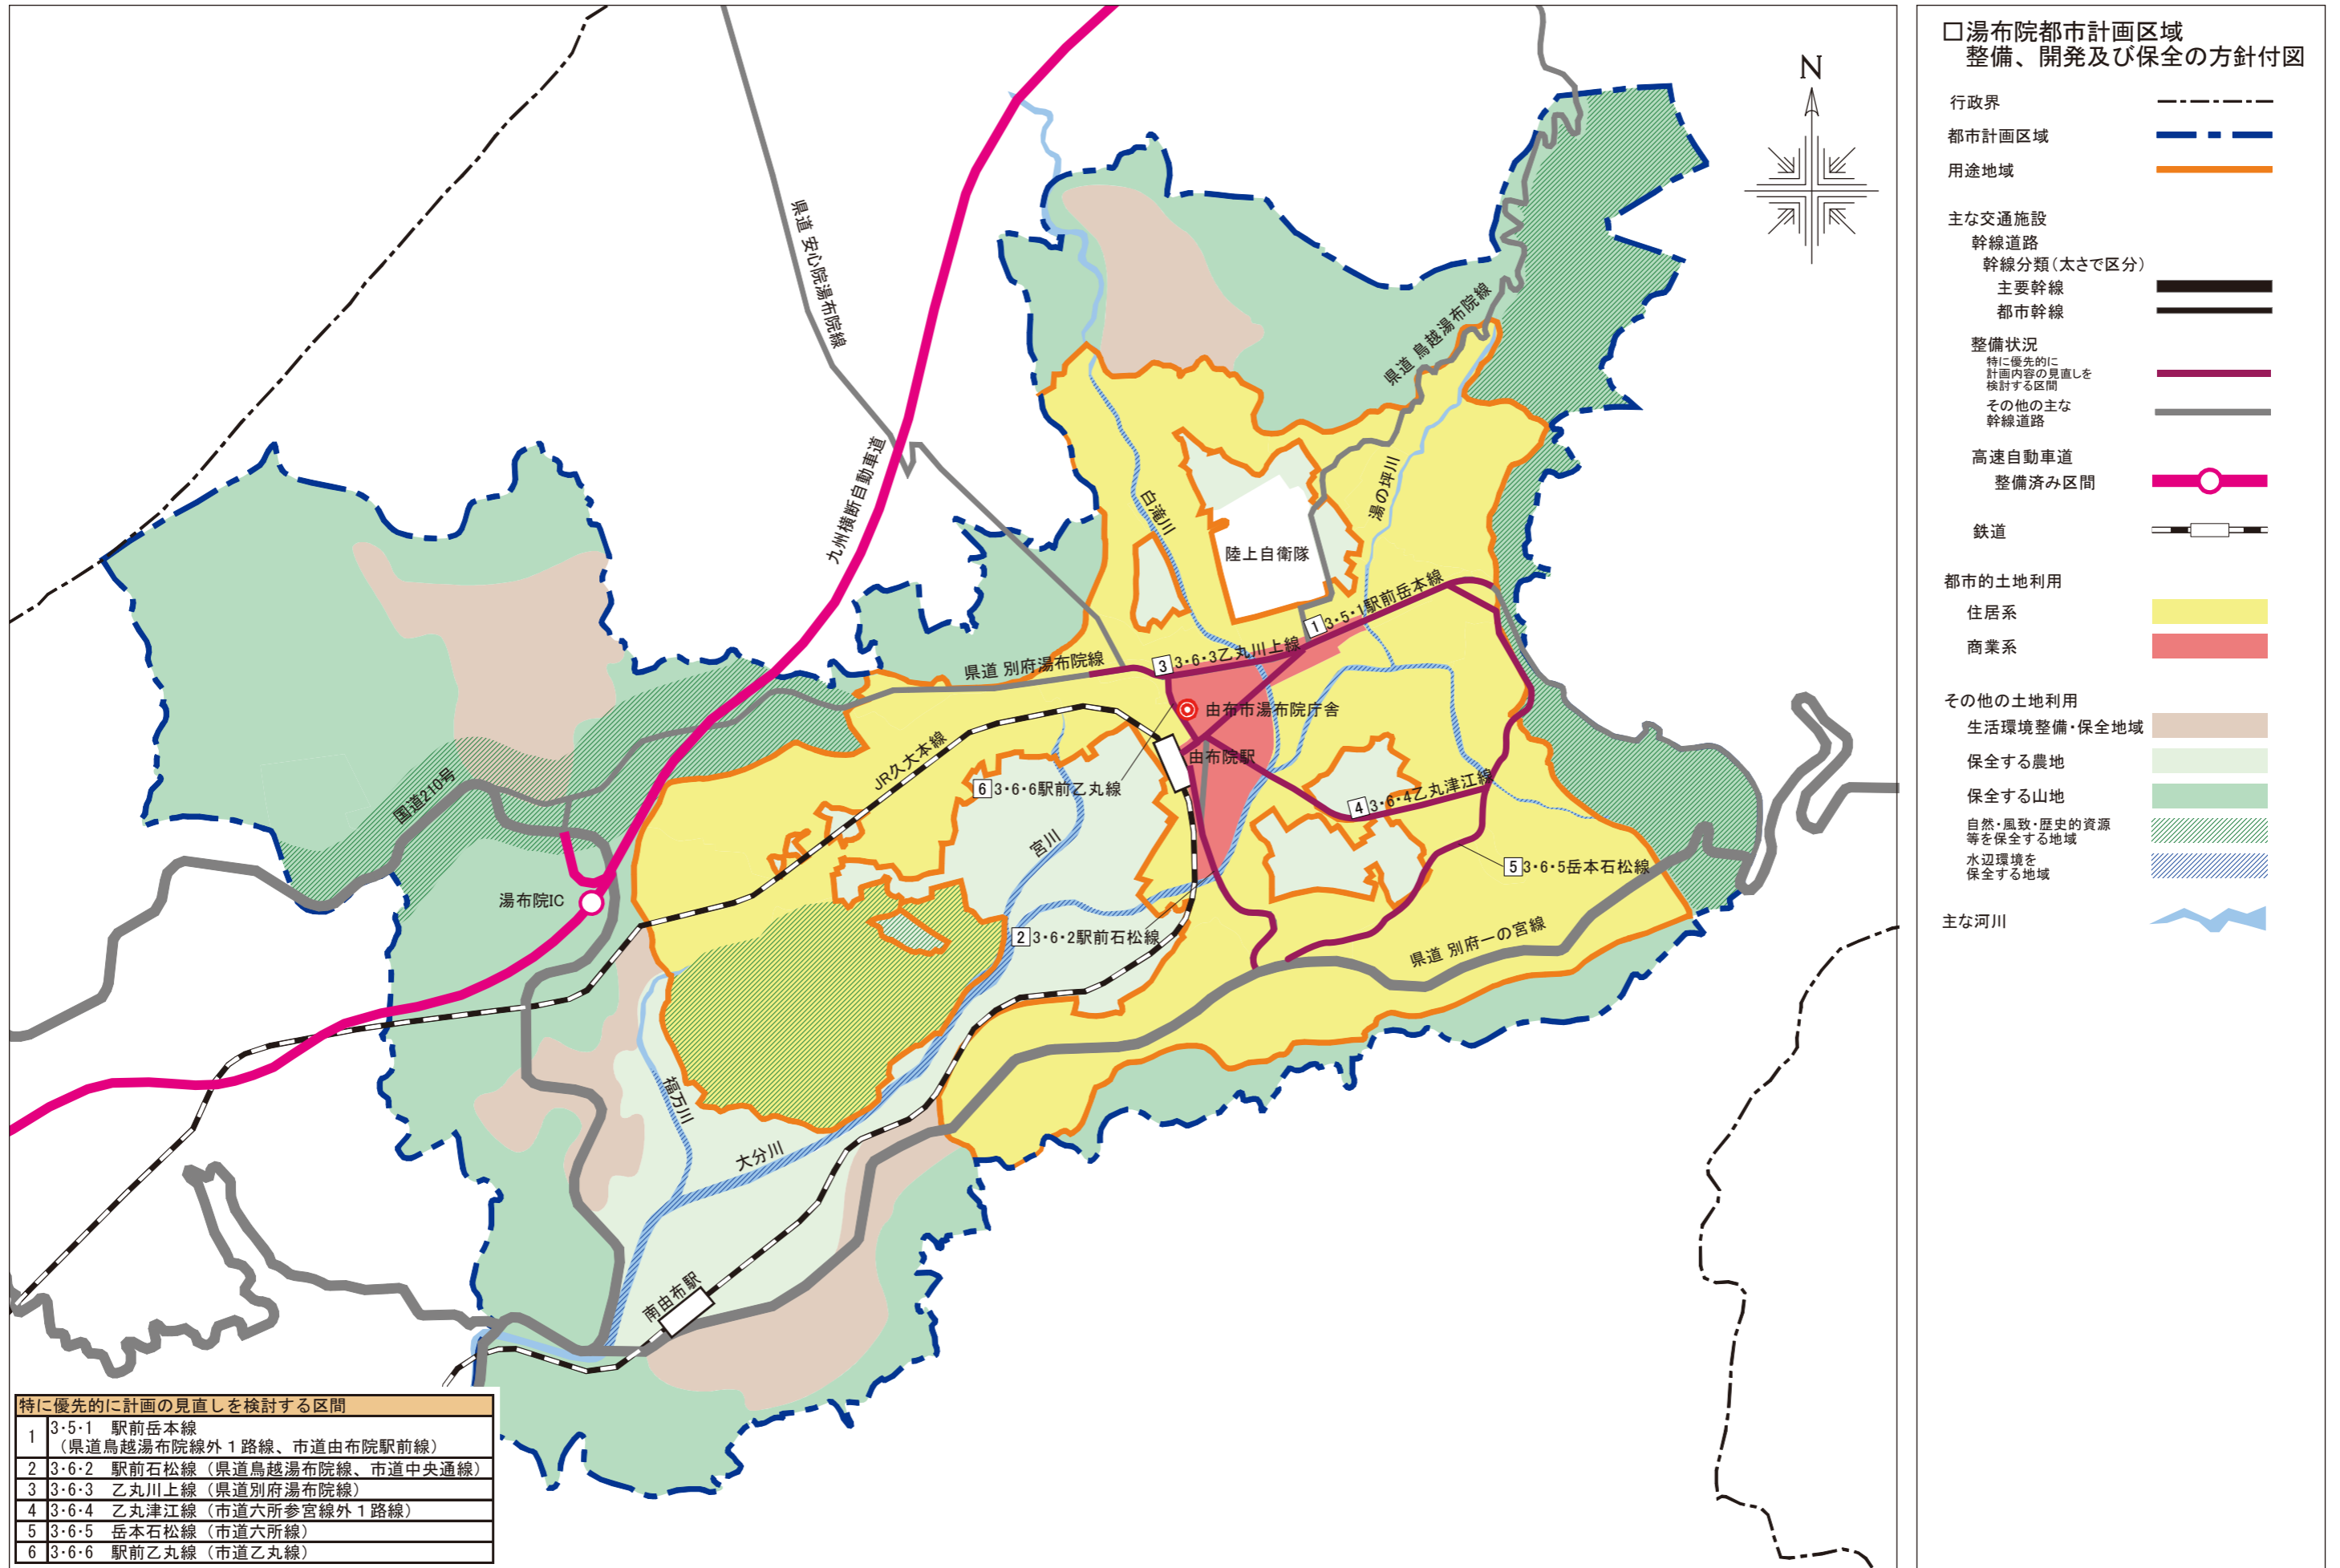 □湯布院都市計画区域
整備、開発及び保全の方針付図
行政界
都市計画区域
用途地域
主な交通施設
幹線道路
幹線分類(太さで区分)
主要幹線
都市幹線
整備状況
特に優先的に
計画内容の見直しを
検討する区間
その他の主な
幹線道路
高速自動車道
整備済み区間
鉄道
都市的土地利用
住居系
商業系
その他の土地利用
生活環境整備・保全地域
保全する農地
保全する山地
自然・風致・歴史的資源
等を保全する地域
水辺環境を
保全する地域
主な河川
N
県道 安心院湯布院線
県道 鳥越湯布院線
九州横断自動車道
白滝川
湯の坪川
陸上自衛隊
1 3・5・1駅前岳本線
3 3・6・3乙丸川上線
県道 別府湯布院線
由布市湯布院庁舎
由布院駅
JR久大本線
国道210号
6 3・6・6駅前乙丸線
4 3・6・4乙丸津江線
宮川
5 3・6・5岳本石松線
湯布院IC
2 3・6・2駅前石松線
県道 別府一の宮線
福万川
大分川
南由布駅
特に優先的に計画の見直しを検討する区間
1 3・5・1 駅前岳本線
(県道鳥越湯布院線外1路線、市道由布院駅前線)
2 3・6・2 駅前石松線(県道鳥越湯布院線、市道中央通線)
3 3・6・3 乙丸川上線(県道別府湯布院線)
4 3・6・4 乙丸津江線(市道六所参宮線外1路線)
5 3・6・5 岳本石松線(市道六所線)
6 3・6・6 駅前乙丸線(市道乙丸線)